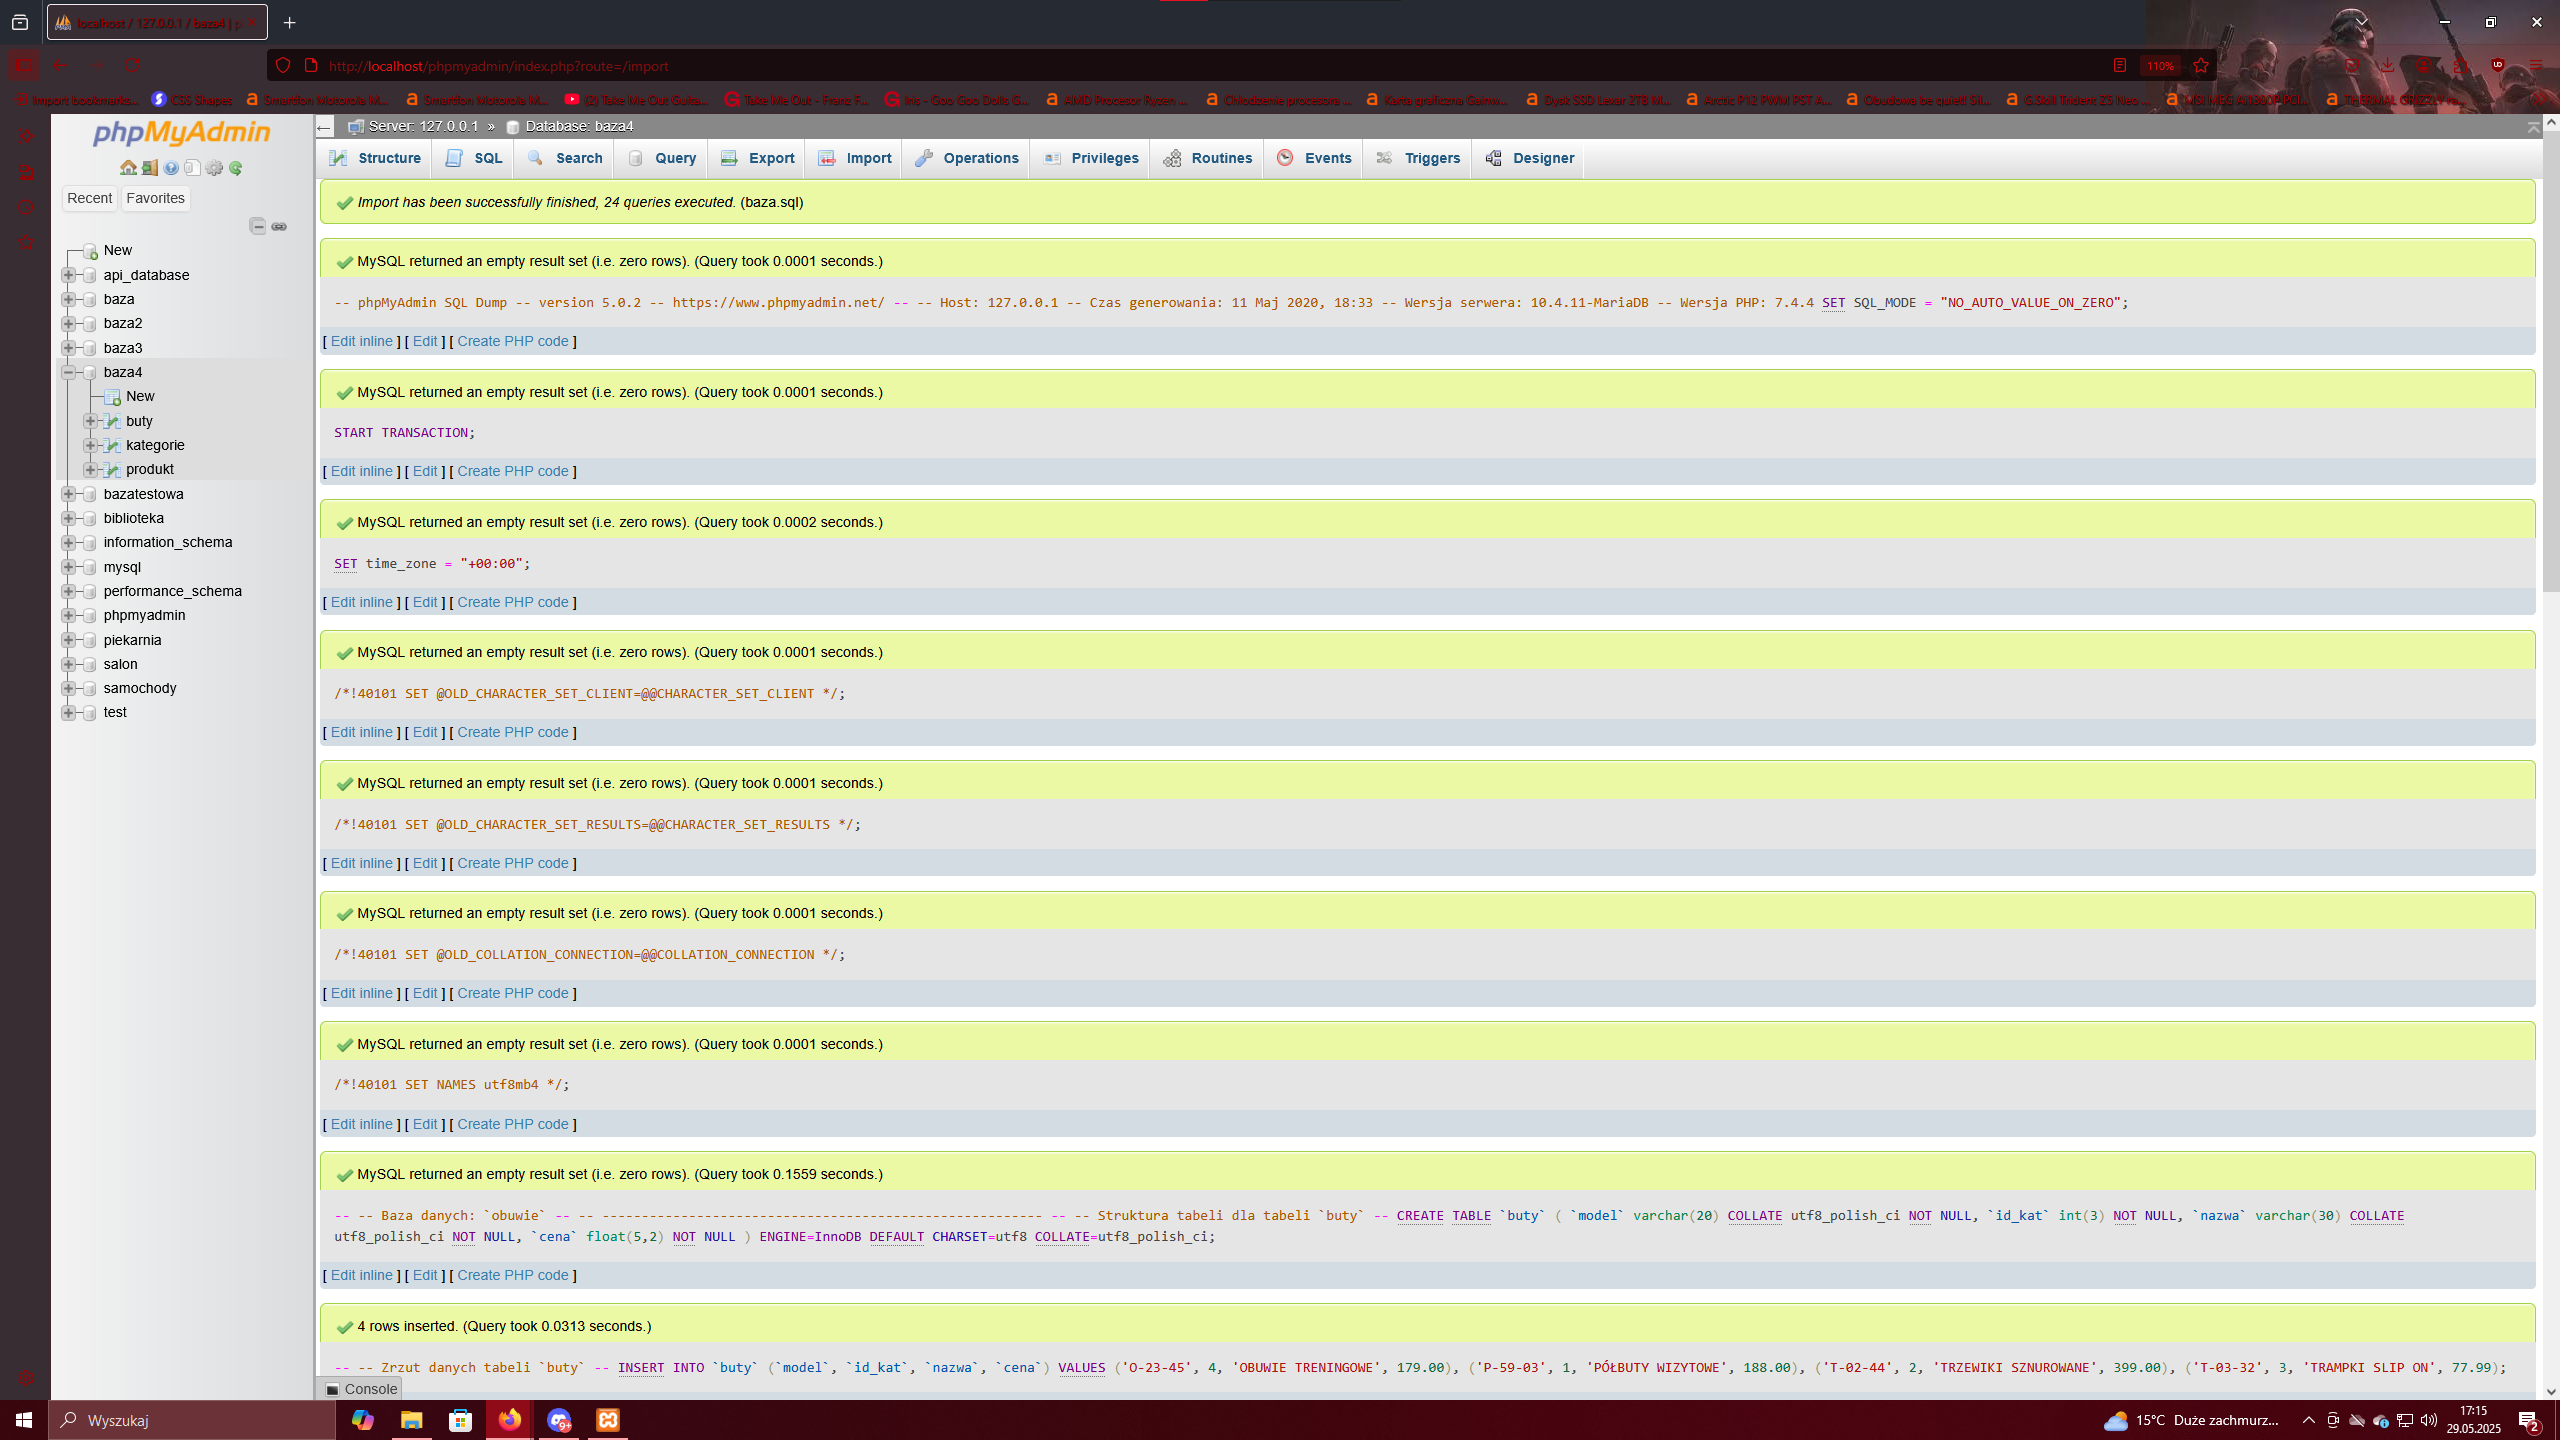 localhost / 127.0.0.1 / baza4 | p
http://localhost/phpmyadmin/index.php?route=/import
110%
Import bookmarks... CSS Shapes Smartfon Motorola M... Smartfon Motorola M... (2) Take Me Out Guita... Take Me Out - Franz F... Iris - Goo Goo Dolls G... AMD Procesor Ryzen ... Chłodzenie procesora ... Karta graficzna Gainw... Dysk SSD Lexar 2TB M... Arctic P12 PWM PST A... Obudowa be quiet! Sil... G.Skill Trident Z5 Neo ... THERMAL GRIZZLY
phpMyAdmin
Recent Favorites
New
api_database
baza
baza2
baza3
baza4
New
buty
kategorie
produkt
bazatestowa
biblioteka
information_schema
mysql
performance_schema
phpmyadmin
piekarnia
salon
samochody
test
Server: 127.0.0.1 » Database: baza4
Structure SQL Search Query Export Import Operations Privileges Routines Events Triggers Designer
Import has been successfully finished, 24 queries executed. (baza.sql)
MySQL returned an empty result set (i.e. zero rows). (Query took 0.0001 seconds.)
-- phpMyAdmin SQL Dump -- version 5.0.2 -- https://www.phpmyadmin.net/ -- -- Host: 127.0.0.1 -- Czas generowania: 11 Maj 2020, 18:33 -- Wersja serwera: 10.4.11-MariaDB -- Wersja PHP: 7.4.4 SET SQL_MODE = "NO_AUTO_VALUE_ON_ZERO";
[ Edit inline ] [ Edit ] [ Create PHP code ]
MySQL returned an empty result set (i.e. zero rows). (Query took 0.0001 seconds.)
START TRANSACTION;
[ Edit inline ] [ Edit ] [ Create PHP code ]
MySQL returned an empty result set (i.e. zero rows). (Query took 0.0002 seconds.)
SET time_zone = "+00:00";
[ Edit inline ] [ Edit ] [ Create PHP code ]
MySQL returned an empty result set (i.e. zero rows). (Query took 0.0001 seconds.)
/*!40101 SET @OLD_CHARACTER_SET_CLIENT=@@CHARACTER_SET_CLIENT */;
[ Edit inline ] [ Edit ] [ Create PHP code ]
MySQL returned an empty result set (i.e. zero rows). (Query took 0.0001 seconds.)
/*!40101 SET @OLD_CHARACTER_SET_RESULTS=@@CHARACTER_SET_RESULTS */;
[ Edit inline ] [ Edit ] [ Create PHP code ]
MySQL returned an empty result set (i.e. zero rows). (Query took 0.0001 seconds.)
/*!40101 SET @OLD_COLLATION_CONNECTION=@@COLLATION_CONNECTION */;
[ Edit inline ] [ Edit ] [ Create PHP code ]
MySQL returned an empty result set (i.e. zero rows). (Query took 0.0001 seconds.)
/*!40101 SET NAMES utf8mb4 */;
[ Edit inline ] [ Edit ] [ Create PHP code ]
MySQL returned an empty result set (i.e. zero rows). (Query took 0.1559 seconds.)
-- -- Baza danych: `obuwie` -- -- -------------------------------------------------------- -- -- Struktura tabeli dla tabeli `buty` -- CREATE TABLE `buty` ( `model` varchar(20) COLLATE utf8_polish_ci NOT NULL, `id_kat` int(3) NOT NULL, `nazwa` varchar(30) COLLATE
utf8_polish_ci NOT NULL, `cena` float(5,2) NOT NULL ) ENGINE=InnoDB DEFAULT CHARSET=utf8 COLLATE=utf8_polish_ci;
[ Edit inline ] [ Edit ] [ Create PHP code ]
4 rows inserted. (Query took 0.0313 seconds.)
-- -- Zrzut danych tabeli `buty` -- INSERT INTO `buty` (`model`, `id_kat`, `nazwa`, `cena`) VALUES ('O-23-45', 4, 'OBUWIE TRENINGOWE', 179.00), ('P-59-03', 1, 'PÓŁBUTY WIZYTOWE', 188.00), ('T-02-44', 2, 'TRZEWIKI SZNUROWANE', 399.00), ('T-03-32', 3, 'TRAMPKI SLIP ON', 77.99);
Console
Wyszukaj
9+
15°C Duże zachmurz...
17:15
29.05.2025
2